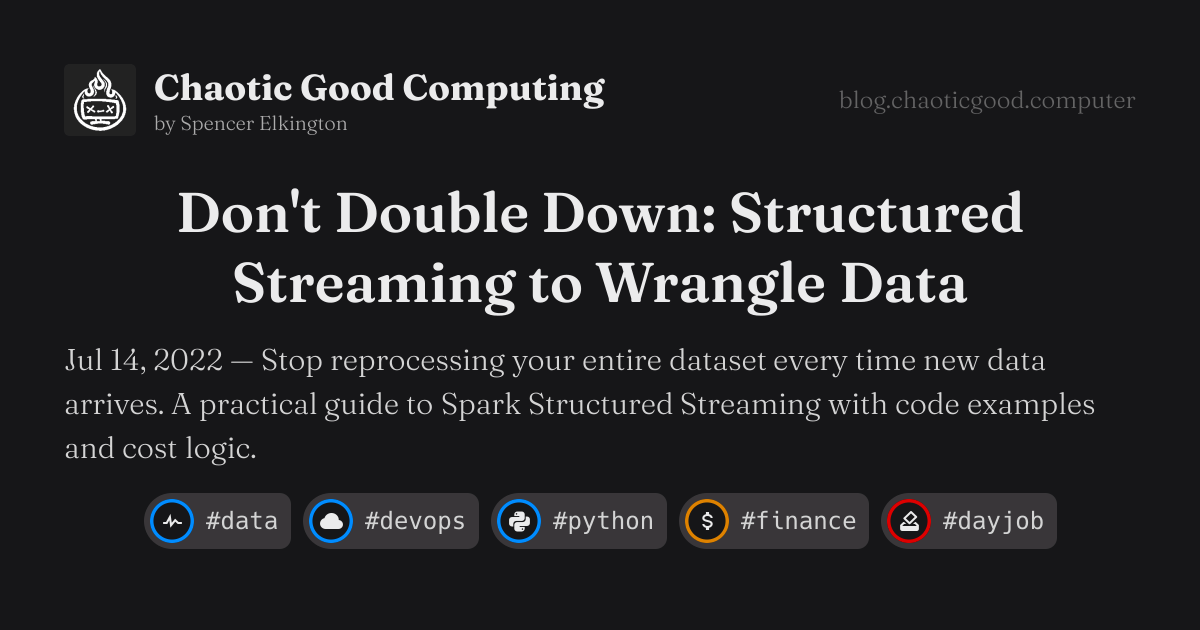 Chaotic Good Computing
by Spencer Elkington
blog.chaoticgood.computer
Don't Double Down: Structured
Streaming to Wrangle Data
Jul 14, 2022 — Stop reprocessing your entire dataset every time new data
arrives. A practical guide to Spark Structured Streaming with code examples
and cost logic.
#data #devops #python #finance #dayjob